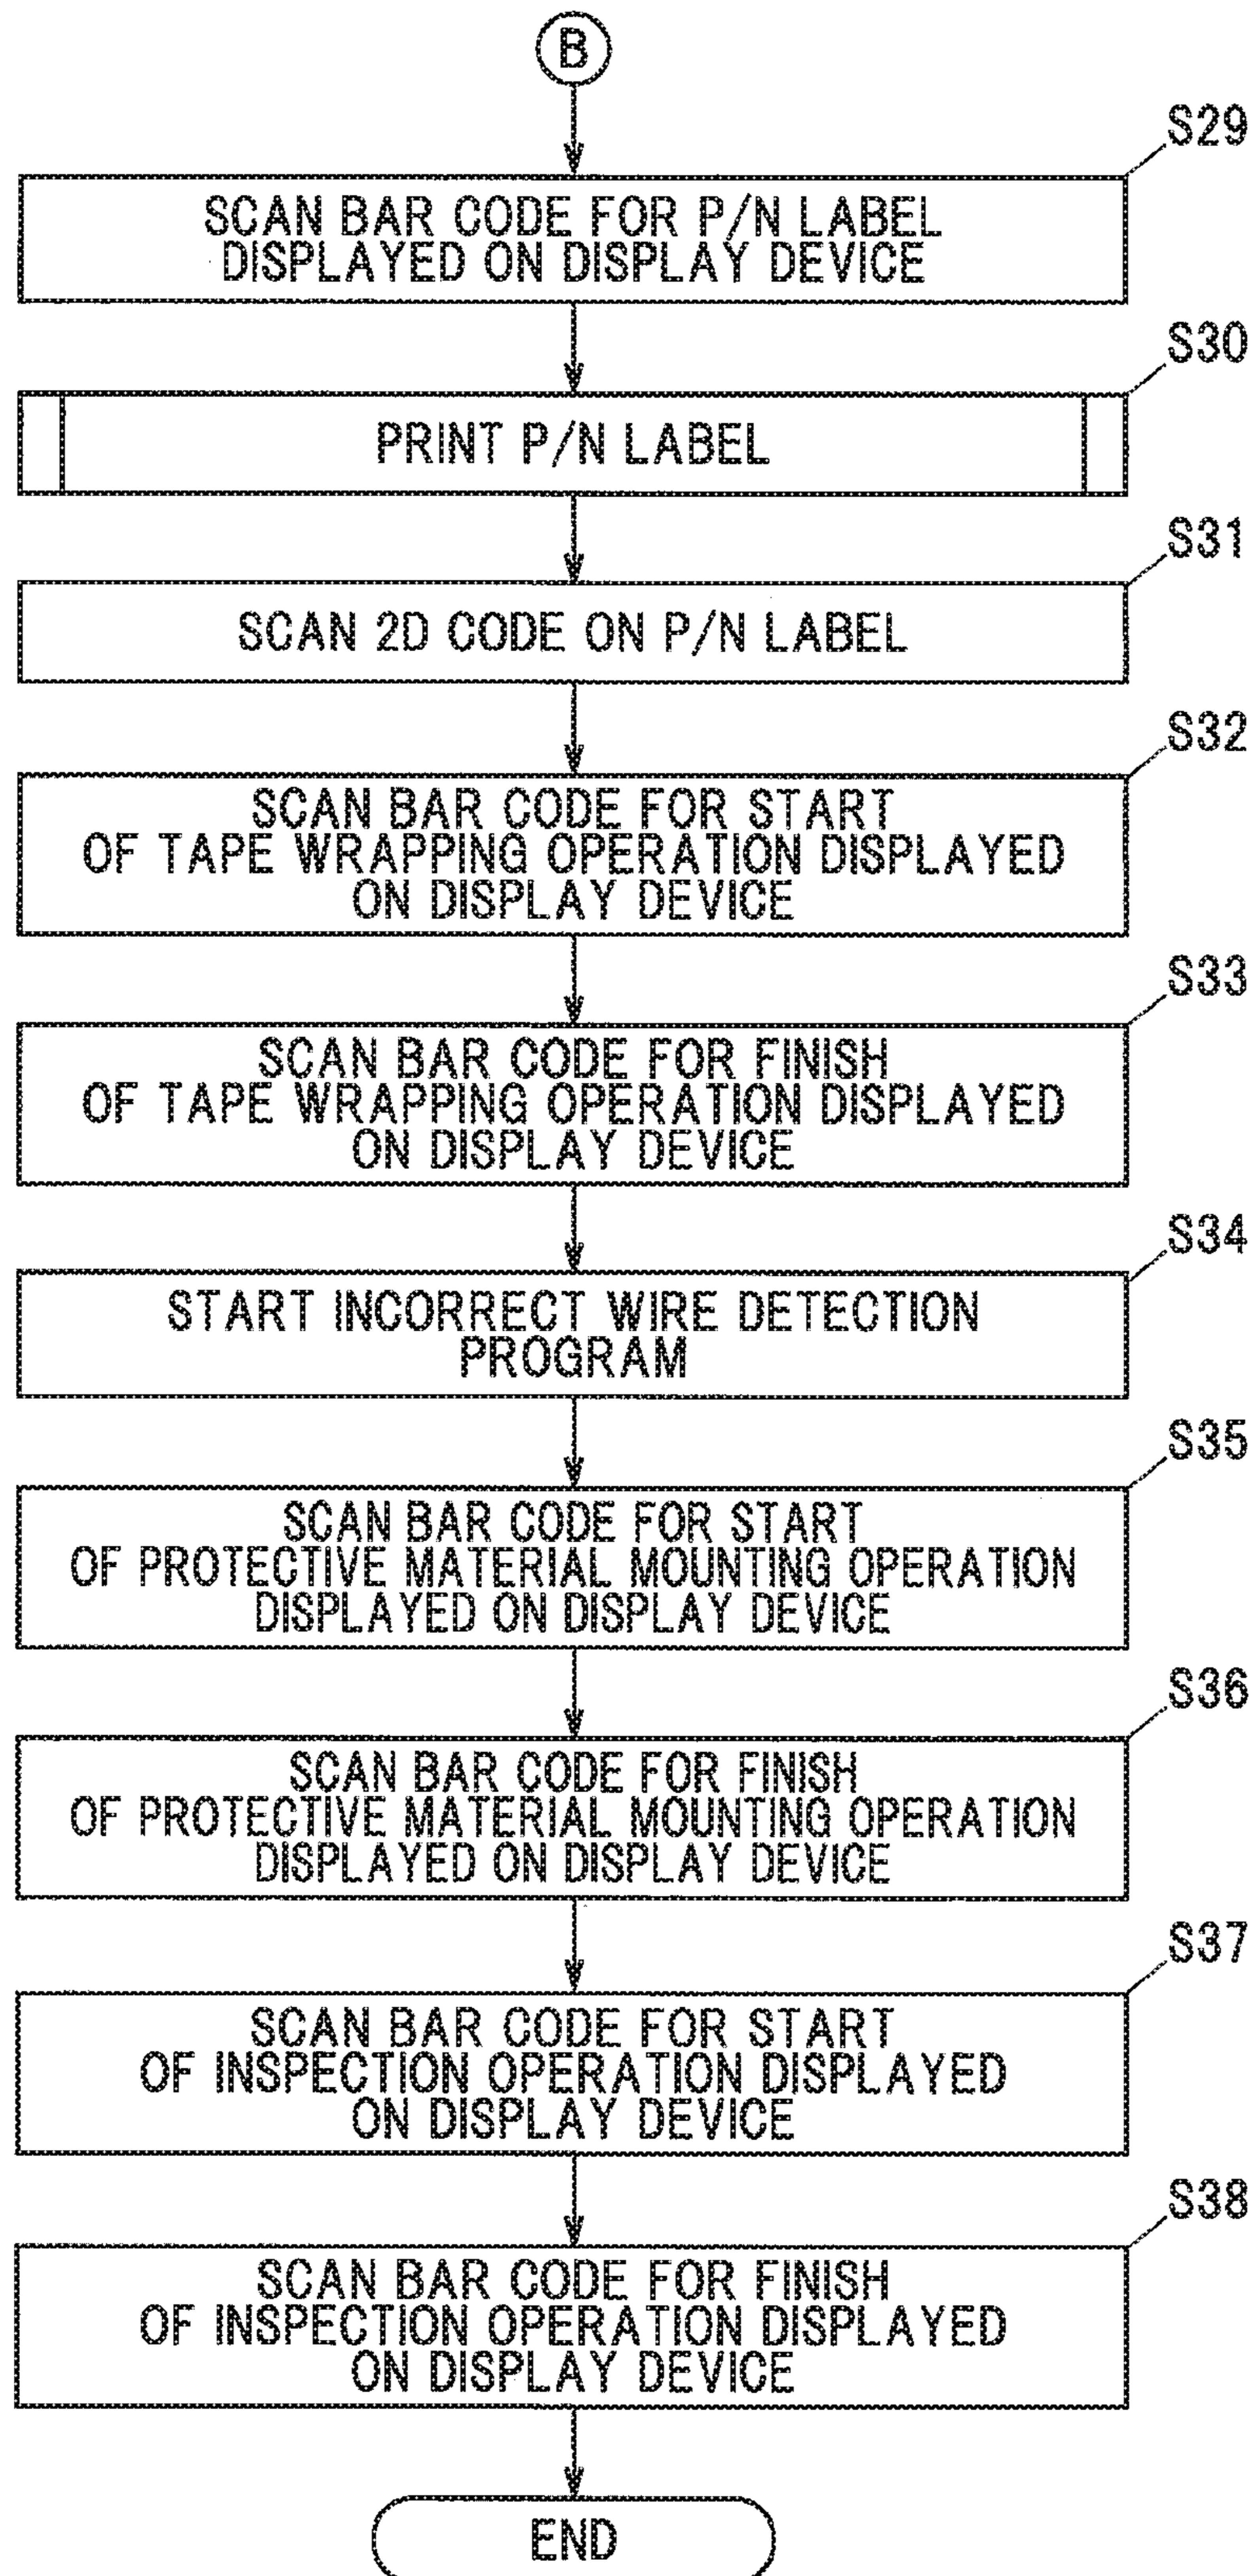 B
S29
SCAN BAR CODE FOR P/N LABEL
DISPLAYED ON DISPLAY DEVICE
S30
PRINT P/N LABEL
S31
SCAN 2D CODE ON P/N LABEL
S32
SCAN BAR CODE FOR START
OF TAPE WRAPPING OPERATION DISPLAYED
ON DISPLAY DEVICE
S33
SCAN BAR CODE FOR FINISH
OF TAPE WRAPPING OPERATION DISPLAYED
ON DISPLAY DEVICE
S34
START INCORRECT WIRE DETECTION
PROGRAM
S35
SCAN BAR CODE FOR START
OF PROTECTIVE MATERIAL MOUNTING OPERATION
DISPLAYED ON DISPLAY DEVICE
S36
SCAN BAR CODE FOR FINISH
OF PROTECTIVE MATERIAL MOUNTING OPERATION
DISPLAYED ON DISPLAY DEVICE
S37
SCAN BAR CODE FOR START
OF INSPECTION OPERATION DISPLAYED
ON DISPLAY DEVICE
S38
SCAN BAR CODE FOR FINISH
OF INSPECTION OPERATION DISPLAYED
ON DISPLAY DEVICE
END